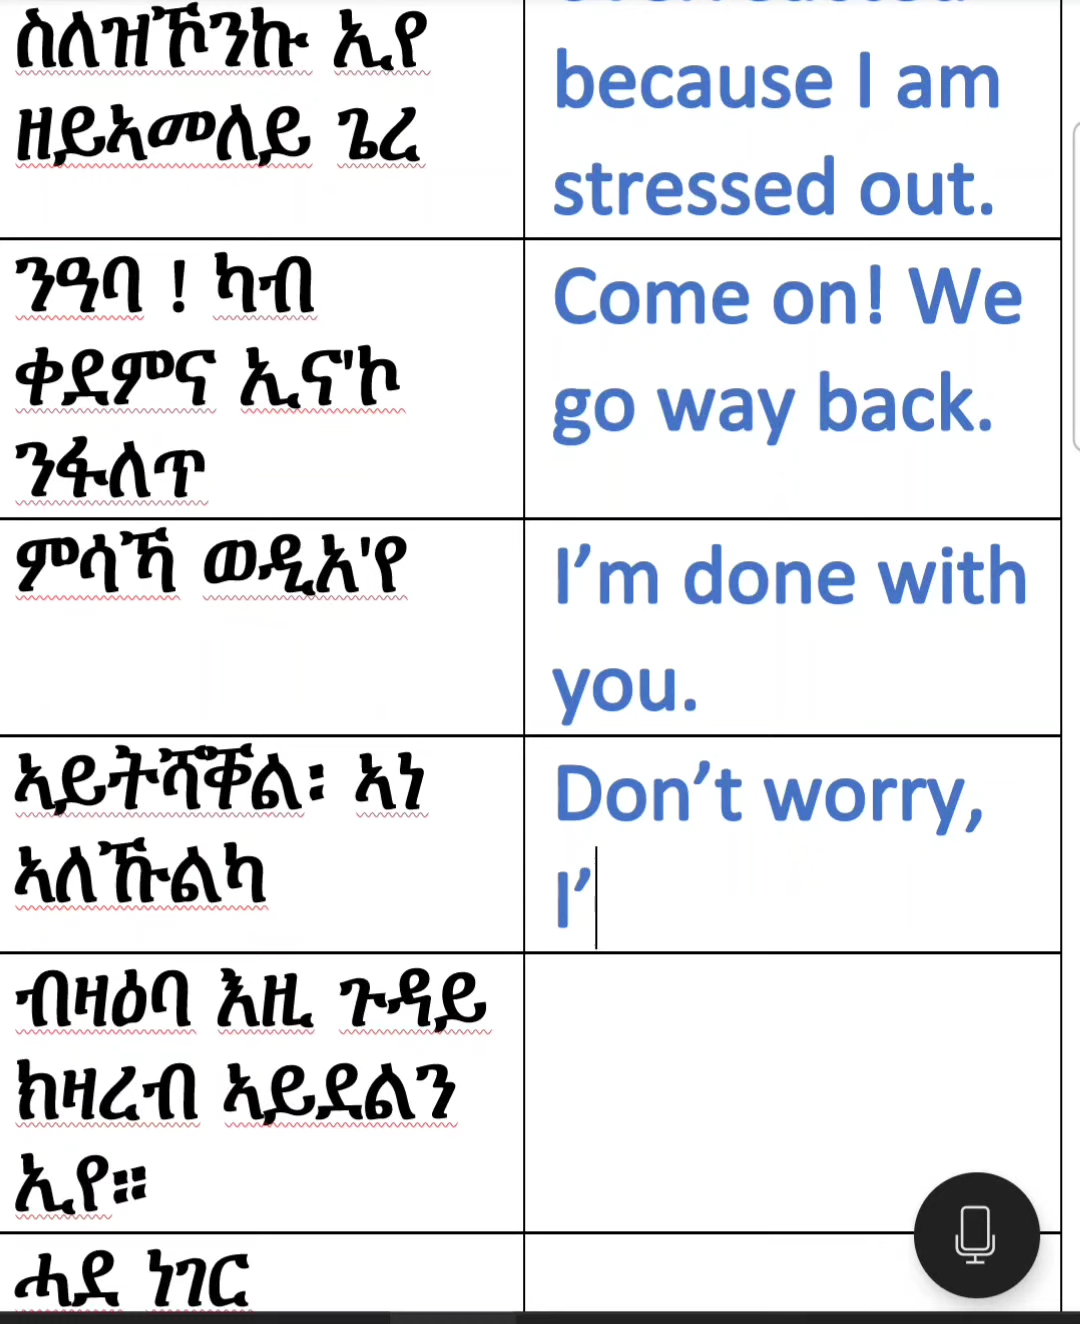 ስለዝኾንኩ ኢየ
ዘይኣመለይ ጌረ
because I am
stressed out.
ንዓባ ! ካብ
ቀደምና ኢና'ኮ
ንፋለጥ
Come on! We
go way back.
ምሳኻ ወዲአ'የ
I’m done with
you.
ኣይትሻቐል፡ ኣነ
ኣለኹልካ
Don’t worry,
I’
ብዛዕባ እዚ ጉዳይ
ክዛረብ ኣይደልን
ኢየ።
ሓደ ነገር